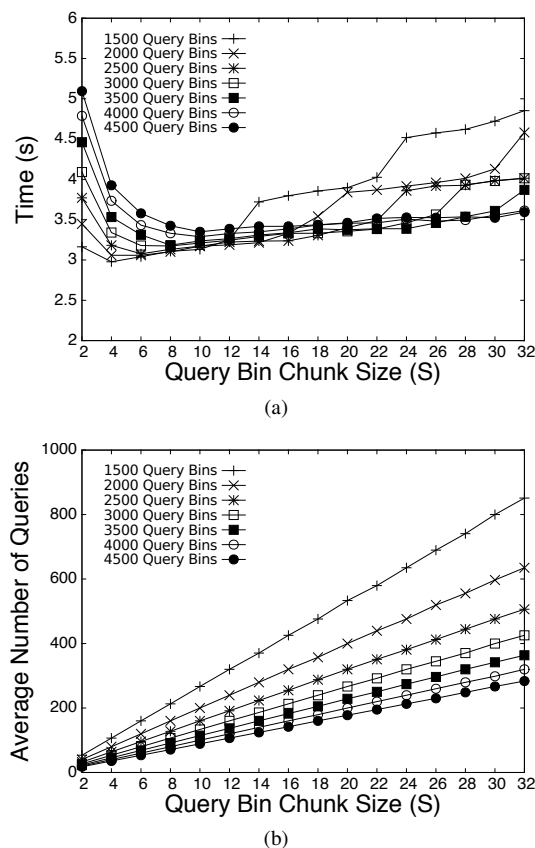 6
5.5
5
4.5
4
3.5
3
2.5
2
Time (s)
1500 Query Bins
2000 Query Bins
2500 Query Bins
3000 Query Bins
3500 Query Bins
4000 Query Bins
4500 Query Bins
2 4 6 8 10 12 14 16 18 20 22 24 26 28 30 32
Query Bin Chunk Size (S)
(a)
1000
800
600
400
200
0
Average Number of Queries
1500 Query Bins
2000 Query Bins
2500 Query Bins
3000 Query Bins
3500 Query Bins
4000 Query Bins
4500 Query Bins
2 4 6 8 10 12 14 16 18 20 22 24 26 28 30 32
Query Bin Chunk Size (S)
(b)